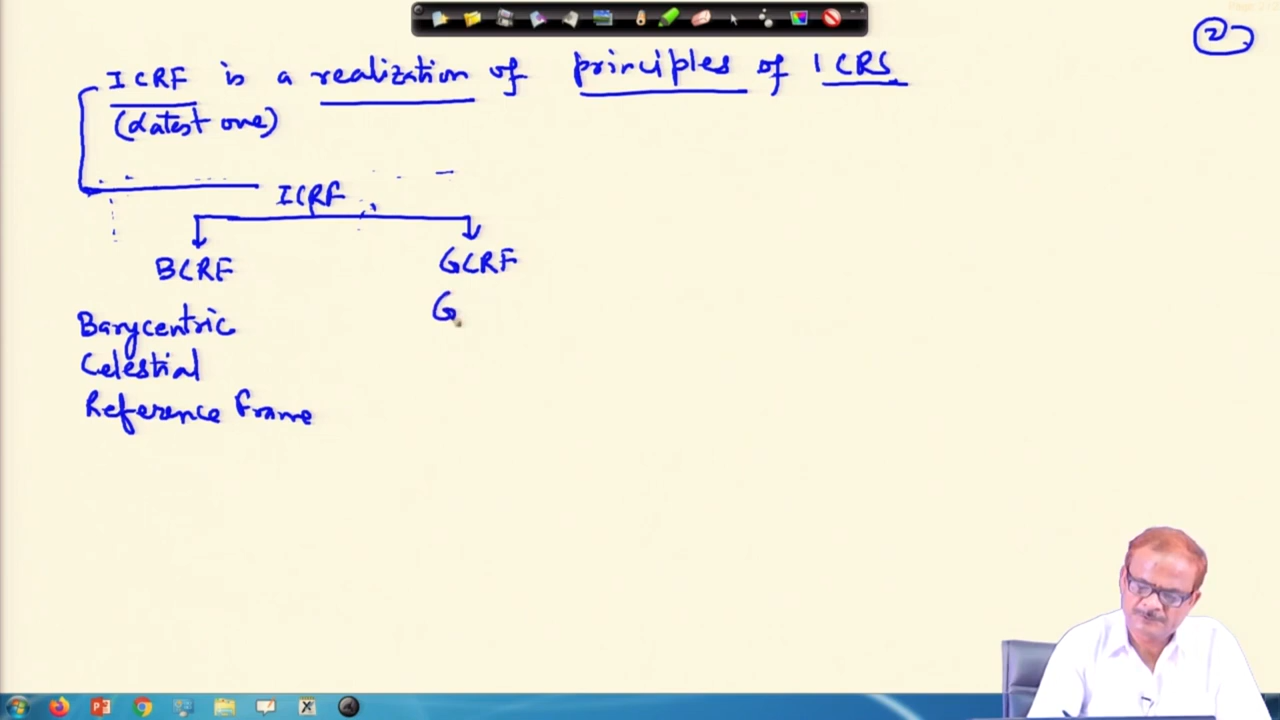 2
ICRF is a realization of principles of ICRS
(Latest one)
ICRF
BCRF GCRF
Barycentric G
Celestial
Reference Frame